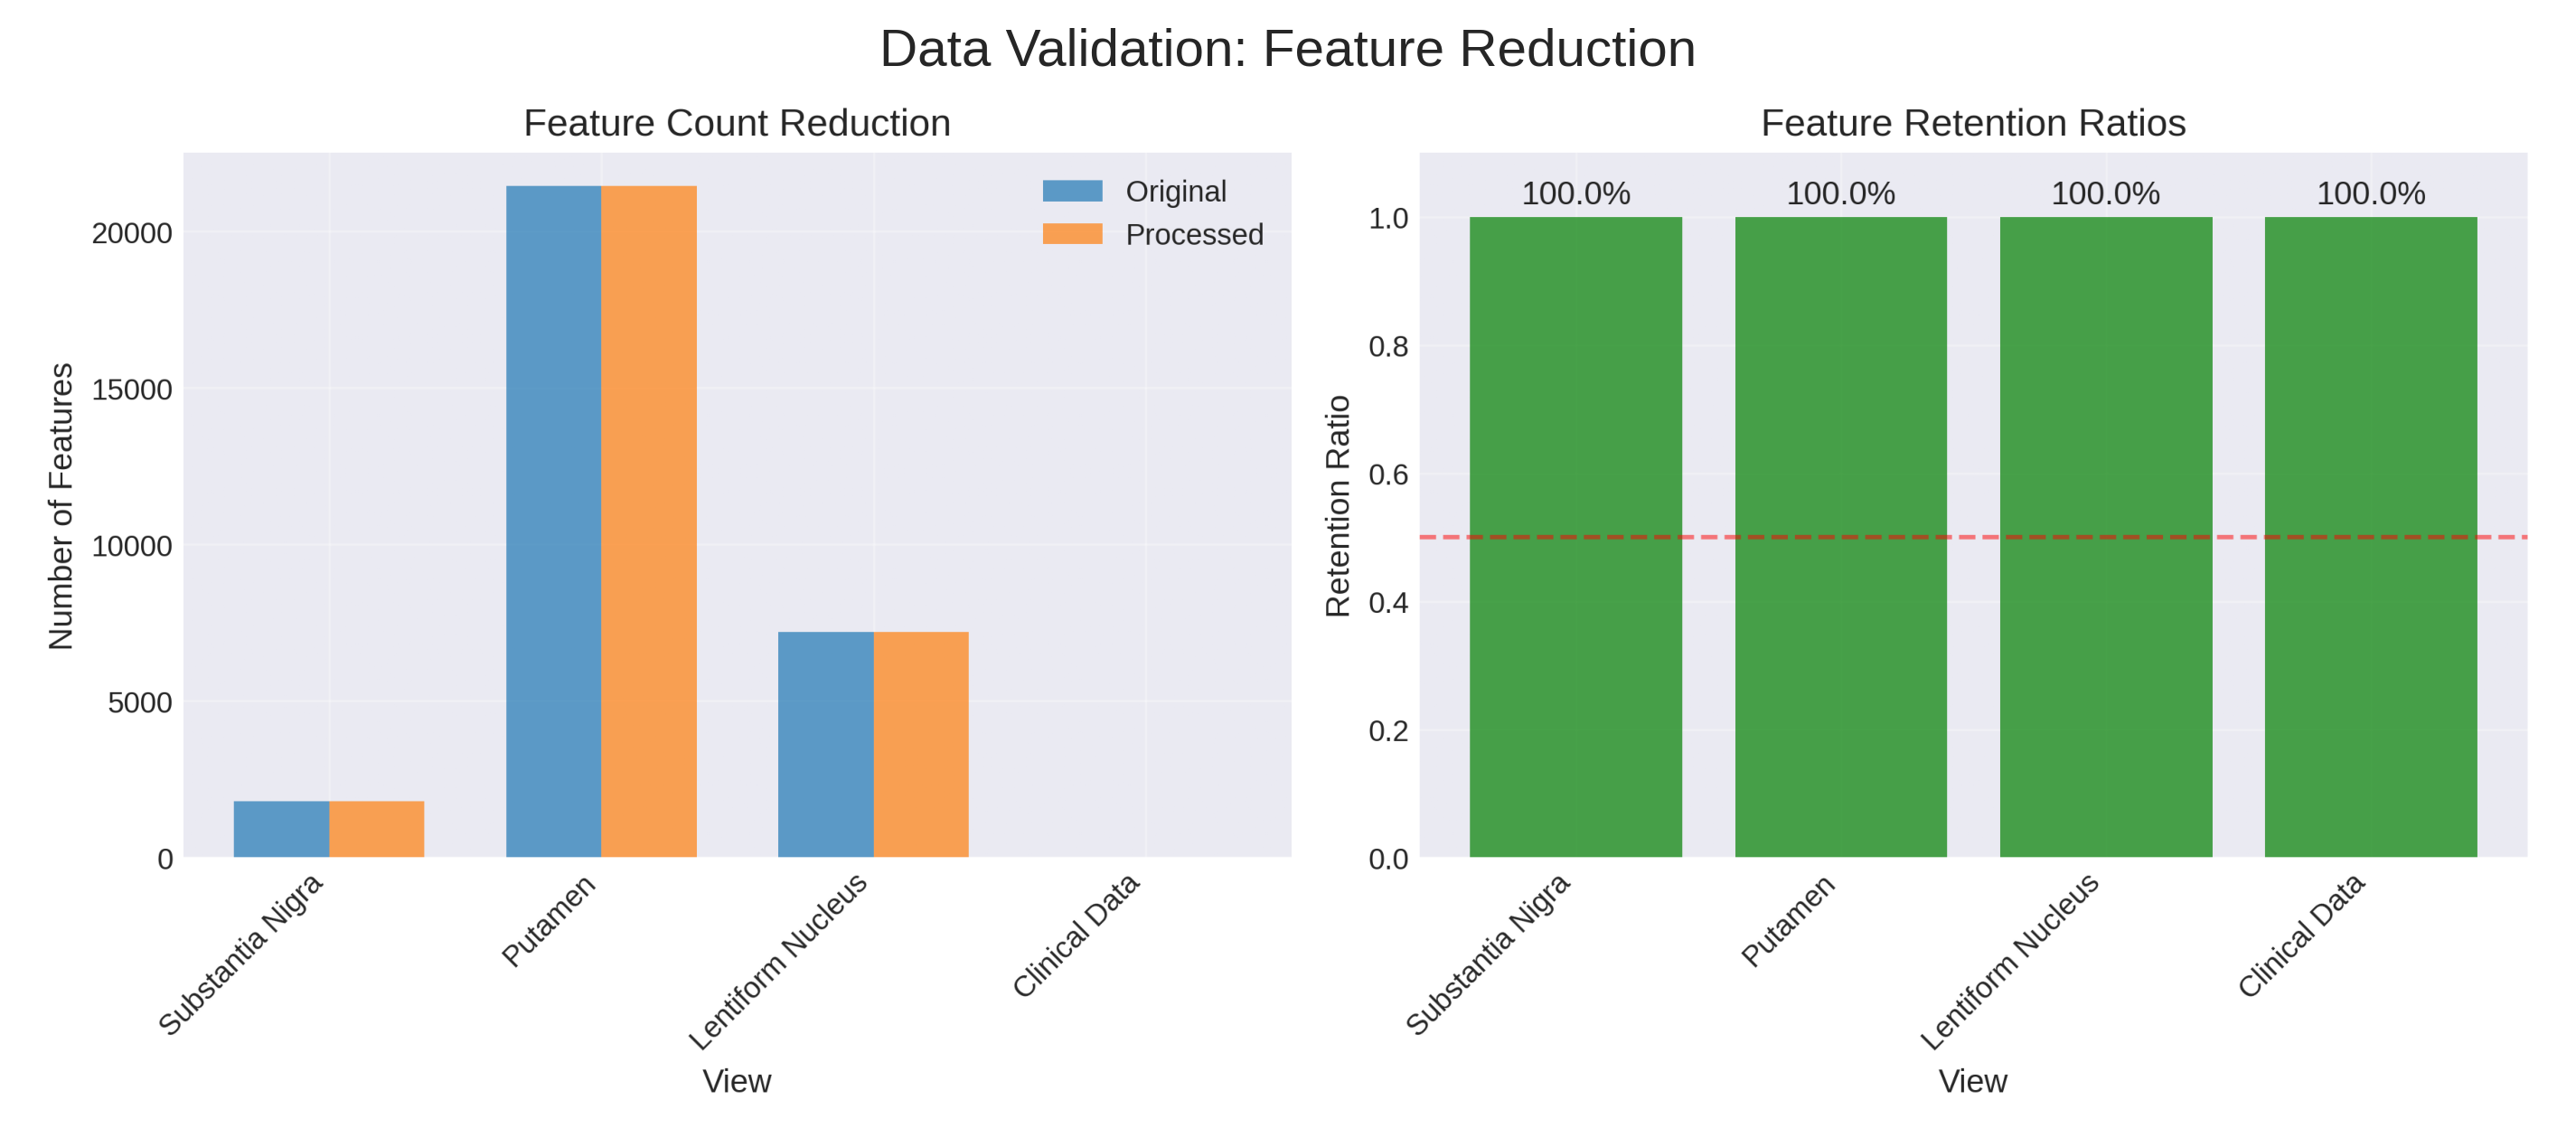 Data Validation: Feature Reduction
Feature Count Reduction
Original
Processed
Number of Features
20000
15000
10000
5000
0
Substantia Nigra
Putamen
Lentiform Nucleus
Clinical Data
View
Feature Retention Ratios
100.0%
100.0%
100.0%
100.0%
Retention Ratio
1.0
0.8
0.6
0.4
0.2
0.0
Substantia Nigra
Putamen
Lentiform Nucleus
Clinical Data
View